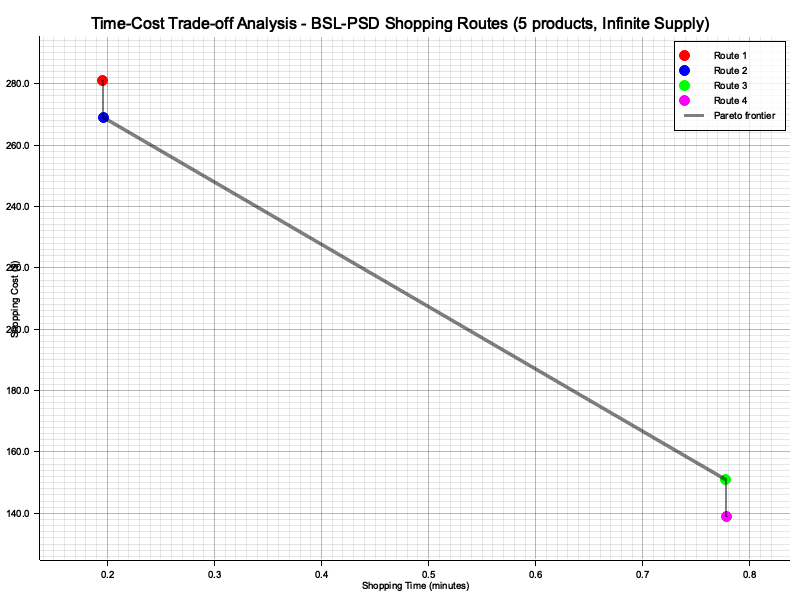 Time-Cost Trade-off Analysis - BSL-PSD Shopping Routes (5 products, Infinite Supply)
Route 1
Route 2
Route 3
Route 4
Pareto frontier
280.0
260.0
240.0
220.0
200.0
180.0
160.0
140.0
Shopping Cost
0.2
0.3
0.4
0.5
0.6
0.7
0.8
Shopping Time (minutes)